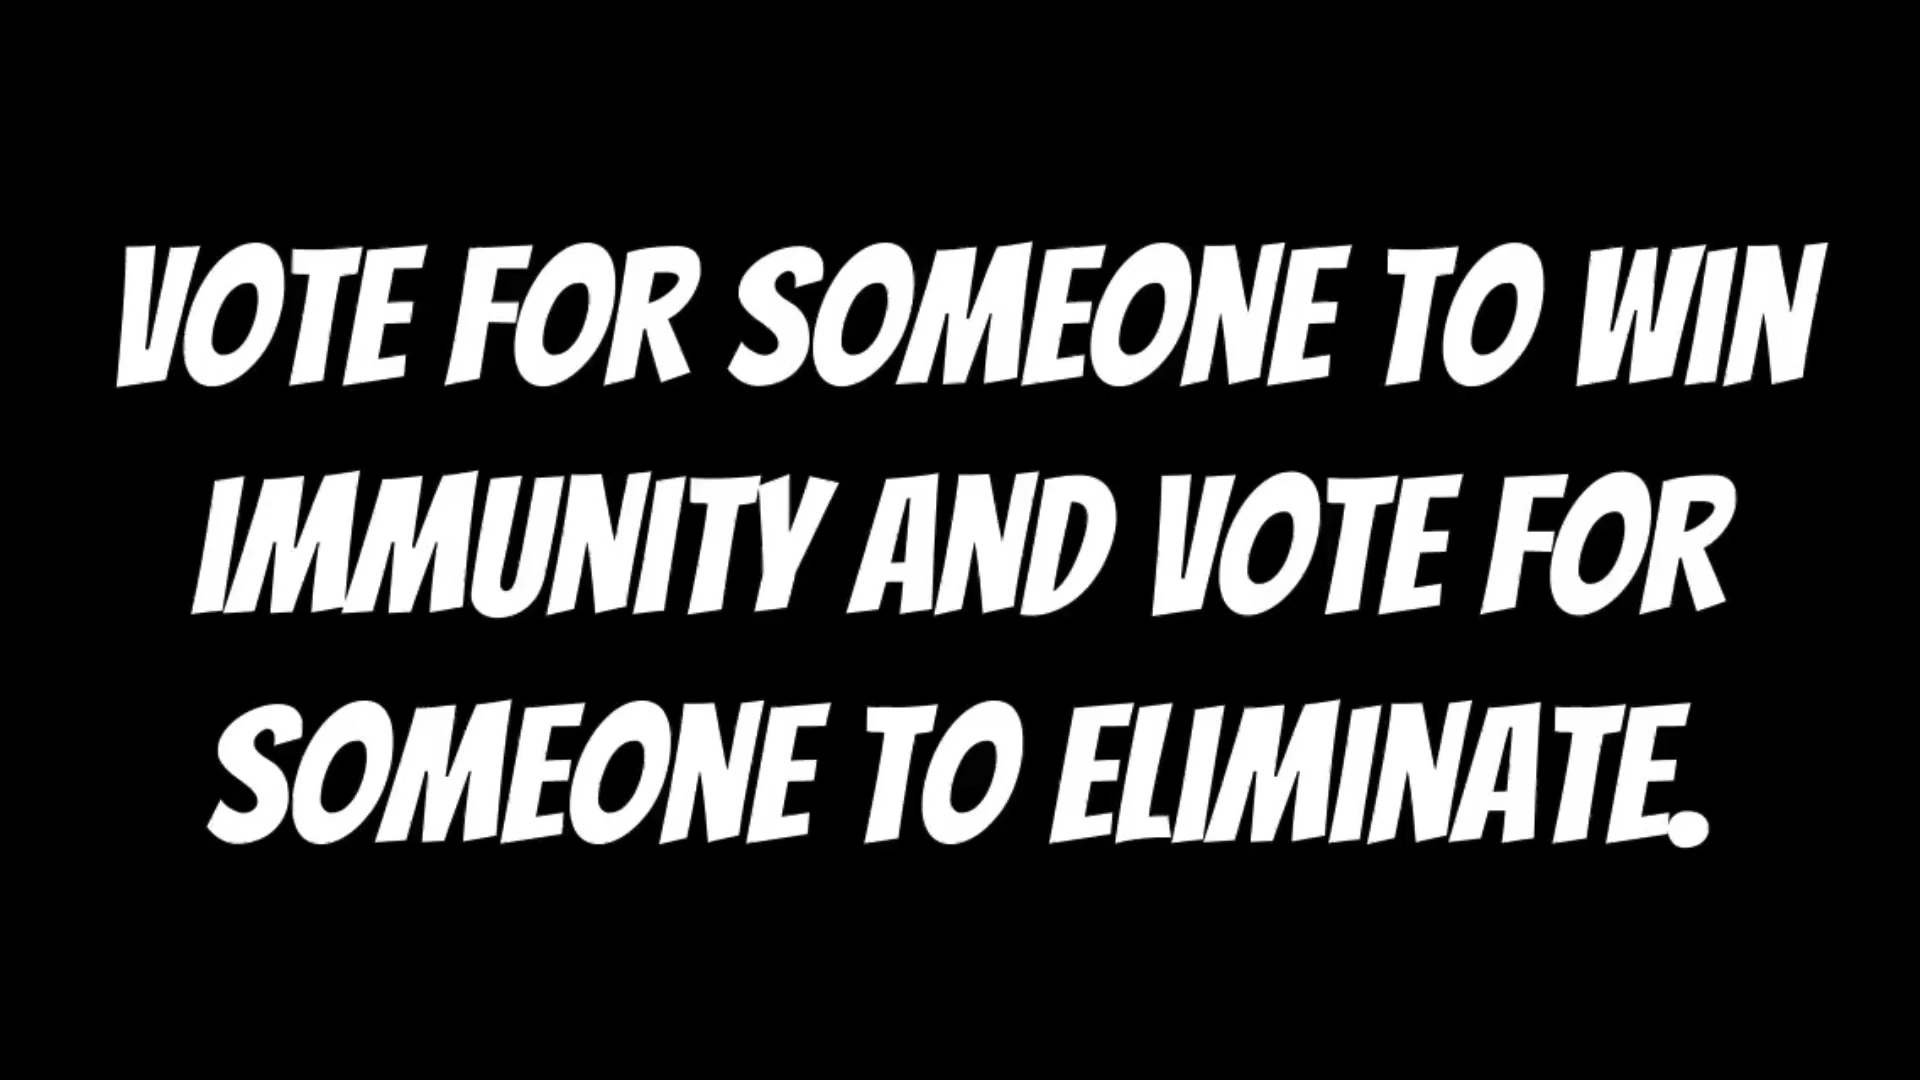 VOTE FOR SOMEONE TO WIN
IMMUNITY AND VOTE FOR
SOMEONE TO ELIMINATE.